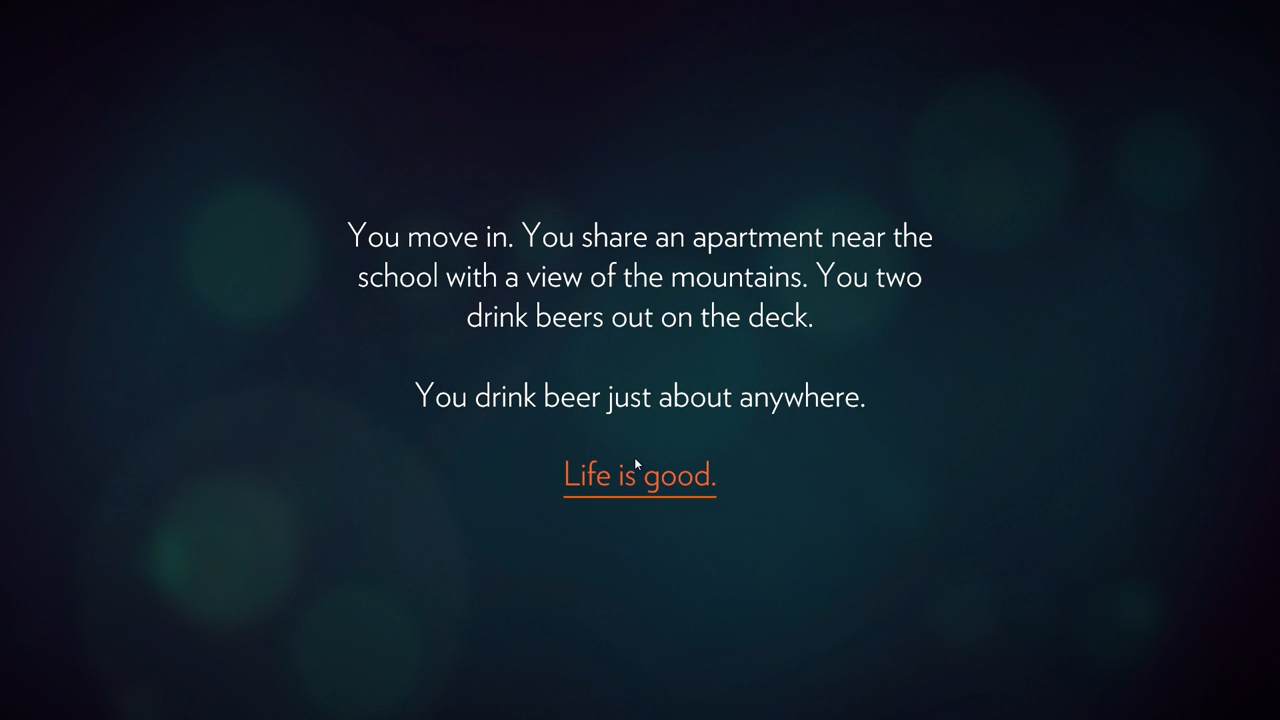 You move in. You share an apartment near the
school with a view of the mountains. You two
drink beers out on the deck.
You drink beer just about anywhere.
Life is good.